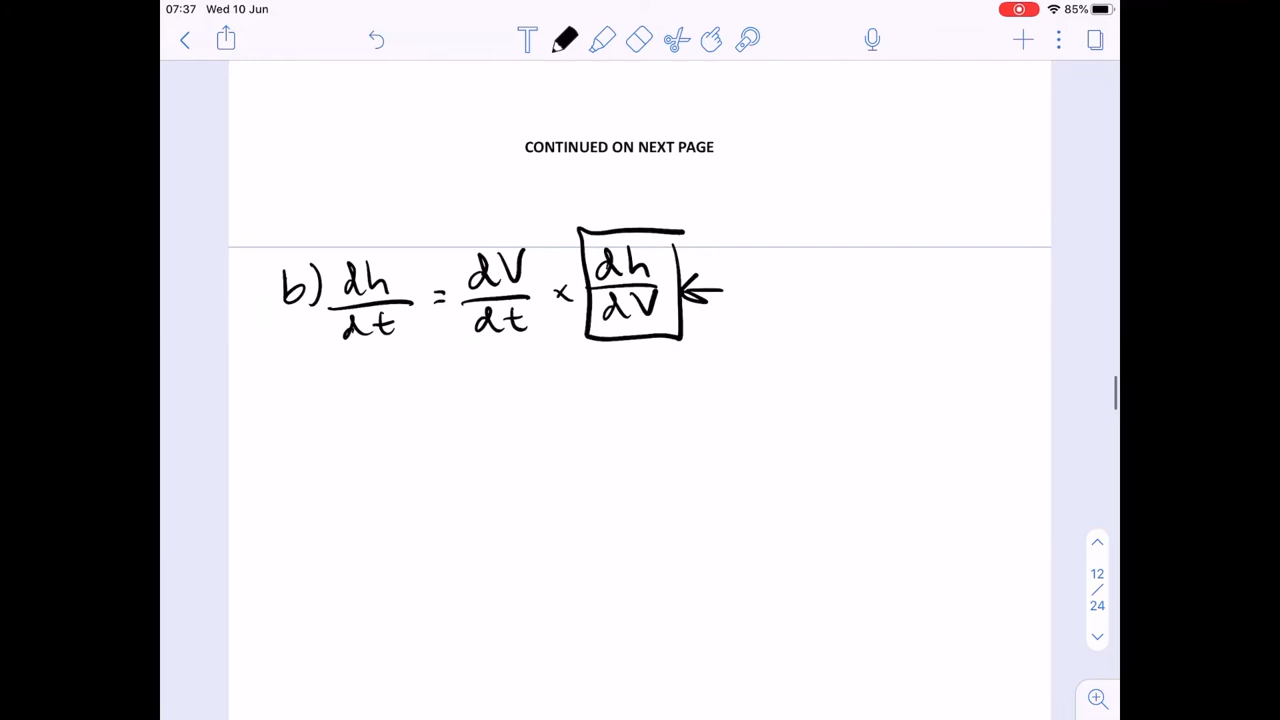 07:37 Wed 10 Jun 85%
T
CONTINUED ON NEXT PAGE
b) dh/dt = dV/dt × dh/dV ←
12
/
24